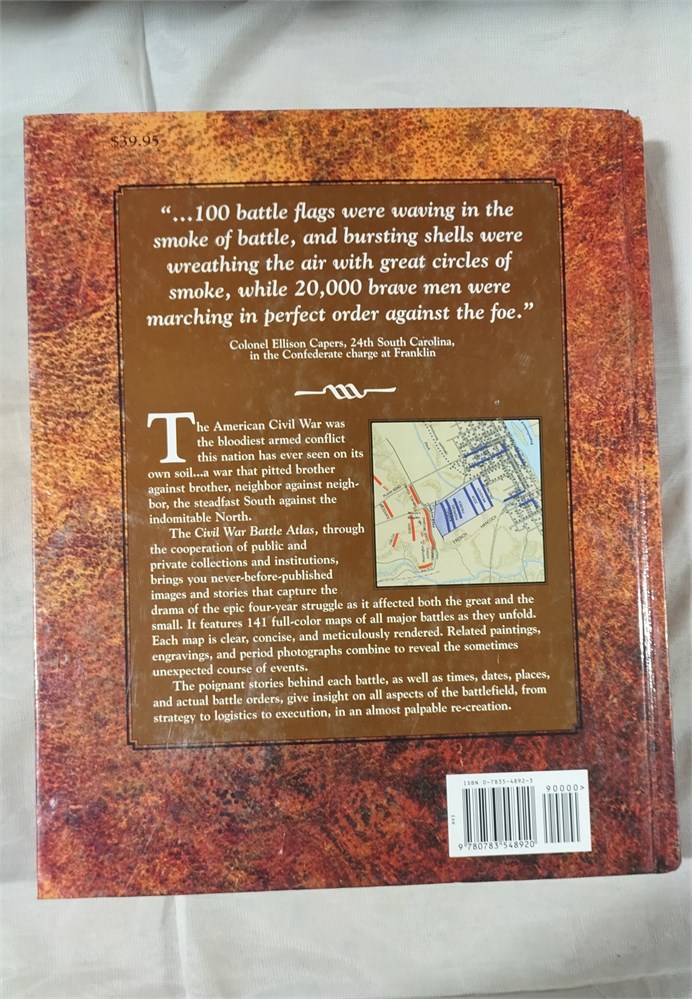 $39.95
“...100 battle flags were waving in the
smoke of battle, and bursting shells were
wreathing the air with great circles of
smoke, while 20,000 brave men were
marching in perfect order against the foe.”
Colonel Ellison Capers, 24th South Carolina,
in the Confederate charge at Franklin
The American Civil War was
the bloodiest armed conflict
this nation has ever seen on its
own soil...a war that pitted brother
against brother, neighbor against neigh-
bor, the steadfast South against the
indomitable North.
The Civil War Battle Atlas, through
the cooperation of public and
private collections and institutions,
brings you never-before-published
images and stories that capture the
drama of the epic four-year struggle as it affected both the great and the
small. It features 141 full-color maps of all major battles as they unfold.
Each map is clear, concise, and meticulously rendered. Related paintings,
engravings, and period photographs combine to reveal the sometimes
unexpected course of events.
The poignant stories behind each battle, as well as times, dates, places,
and actual battle orders, give insight on all aspects of the battlefield, from
strategy to logistics to execution, in an almost palpable re-creation.
ISBN 0-7835-4892-3
90000>
9 780783 548920